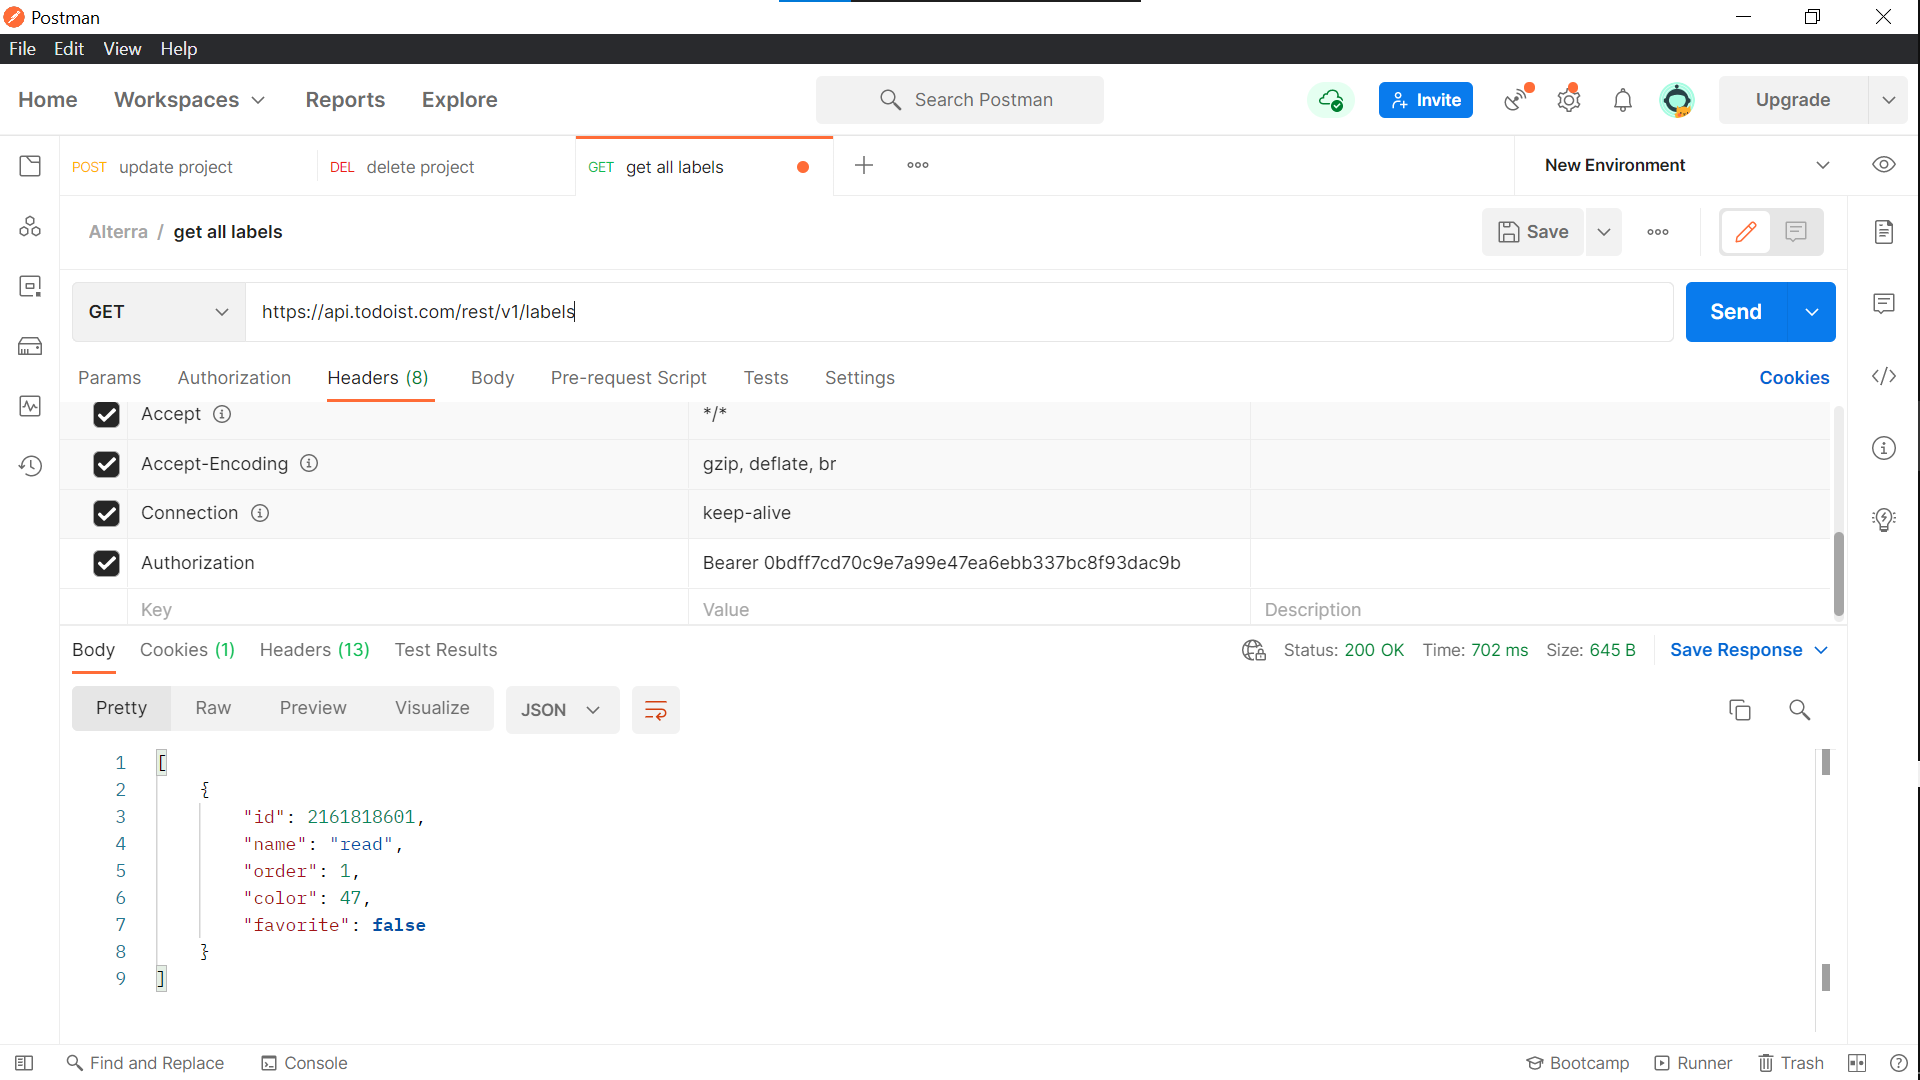 Postman
File Edit View Help
Home Workspaces Reports Explore Search Postman Invite Upgrade
POST update project DEL delete project GET get all labels New Environment
Alterra / get all labels Save
GET https://api.todoist.com/rest/v1/labels Send
Params Authorization Headers (8) Body Pre-request Script Tests Settings Cookies
Accept */*
Accept-Encoding gzip, deflate, br
Connection keep-alive
Authorization Bearer 0bdff7cd70c9e7a99e47ea6ebb337bc8f93dac9b
Key Value Description
Body Cookies (1) Headers (13) Test Results Status: 200 OK Time: 702 ms Size: 645 B Save Response
Pretty Raw Preview Visualize JSON
1 [
2 {
3 "id": 2161818601,
4 "name": "read",
5 "order": 1,
6 "color": 47,
7 "favorite": false
8 }
9 ]
Find and Replace Console Bootcamp Runner Trash